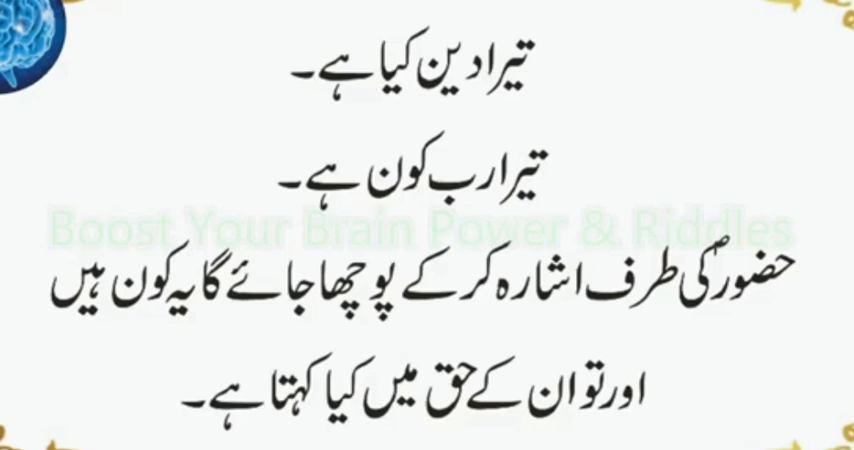 تیرا دین کیا ہے۔
تیرا رب کون ہے۔
Boost Your Brain Power & Riddles
حضورؐ کی طرف اشارہ کر کے پوچھا جائے گا یہ کون ہیں
اور تو ان کے حق میں کیا کہتا ہے۔